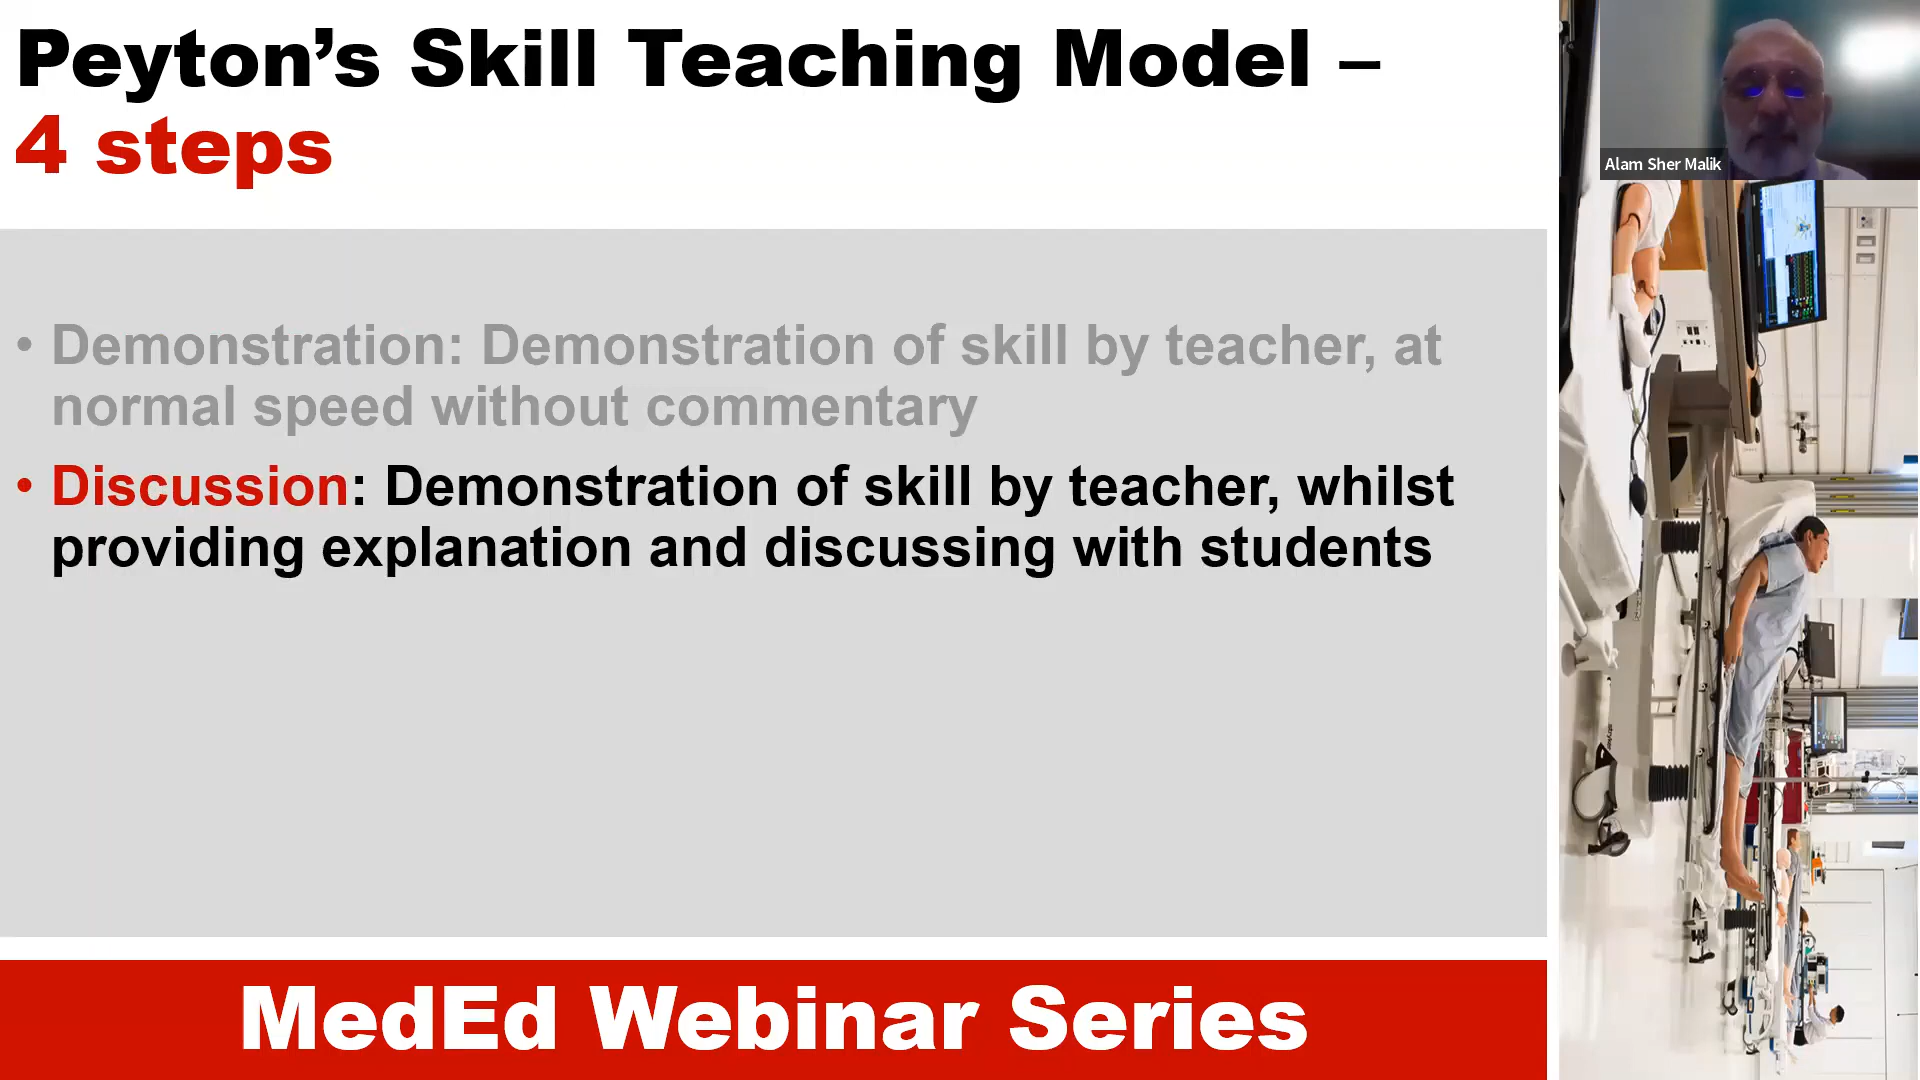 Peyton’s Skill Teaching Model –
4 steps
• Demonstration: Demonstration of skill by teacher, at
normal speed without commentary
• Discussion: Demonstration of skill by teacher, whilst
providing explanation and discussing with students
MedEd Webinar Series
Alam Sher Malik